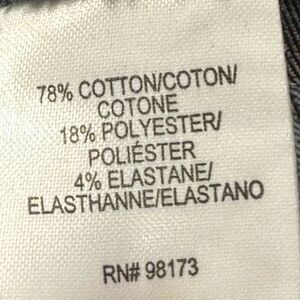 78% COTTON/COTON/
COTONE
18% POLYESTER/
POLIÉSTER
4% ELASTANE/
ELASTHANNE/ELASTANO
RN# 98173